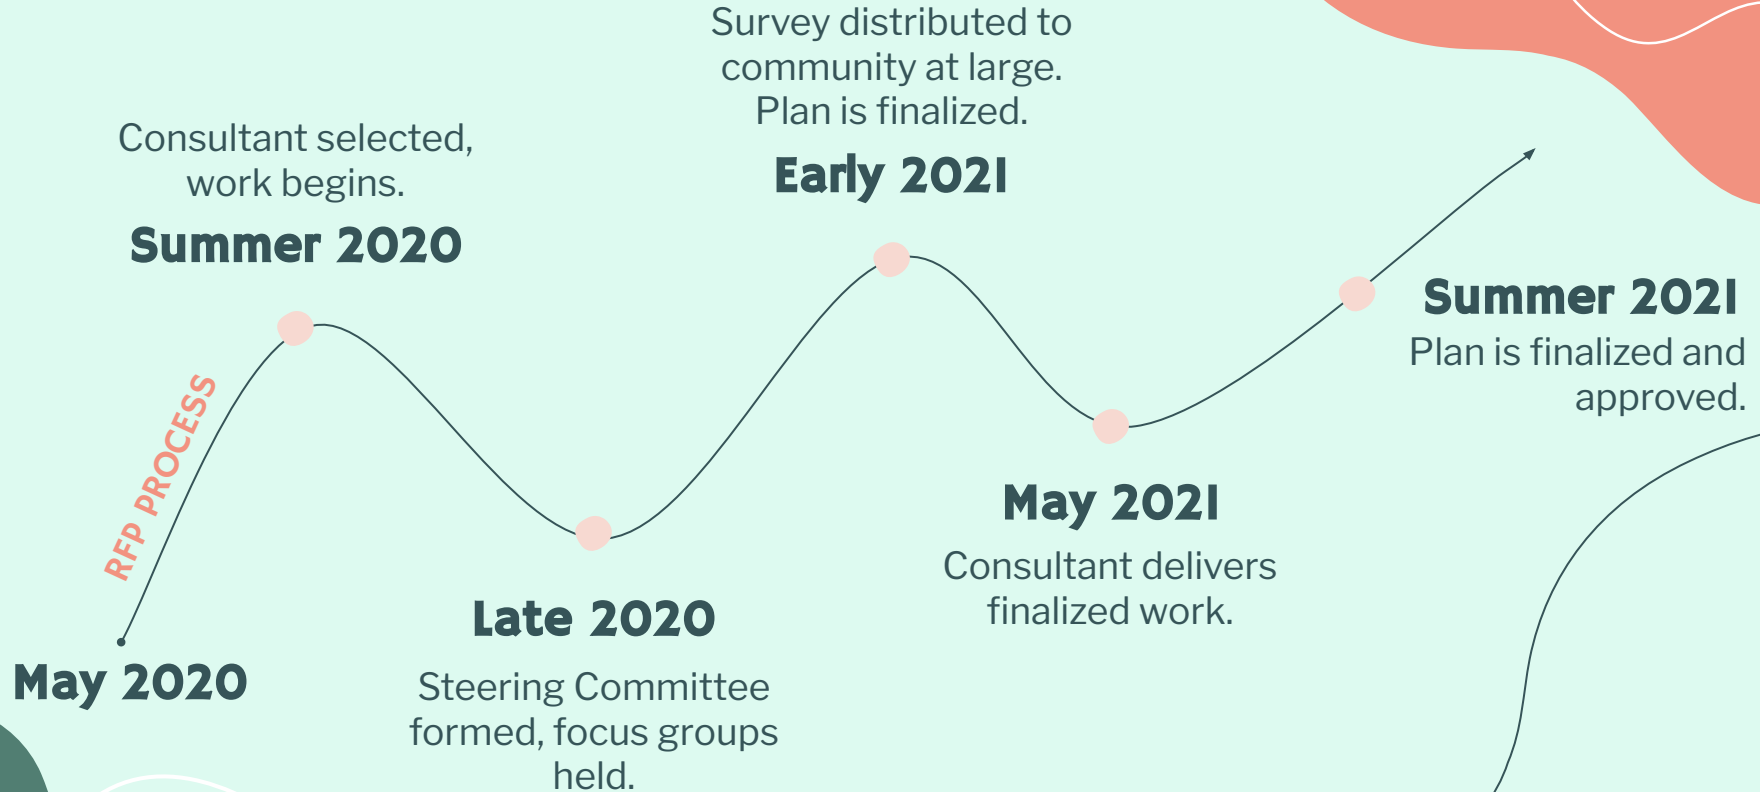 Survey distributed to
community at large.
Plan is finalized.
Early 2021
Consultant selected,
work begins.
Summer 2020
RFP PROCESS
May 2020
Late 2020
Steering Committee
formed, focus groups
held.
May 2021
Consultant delivers
finalized work.
Summer 2021
Plan is finalized and
approved.